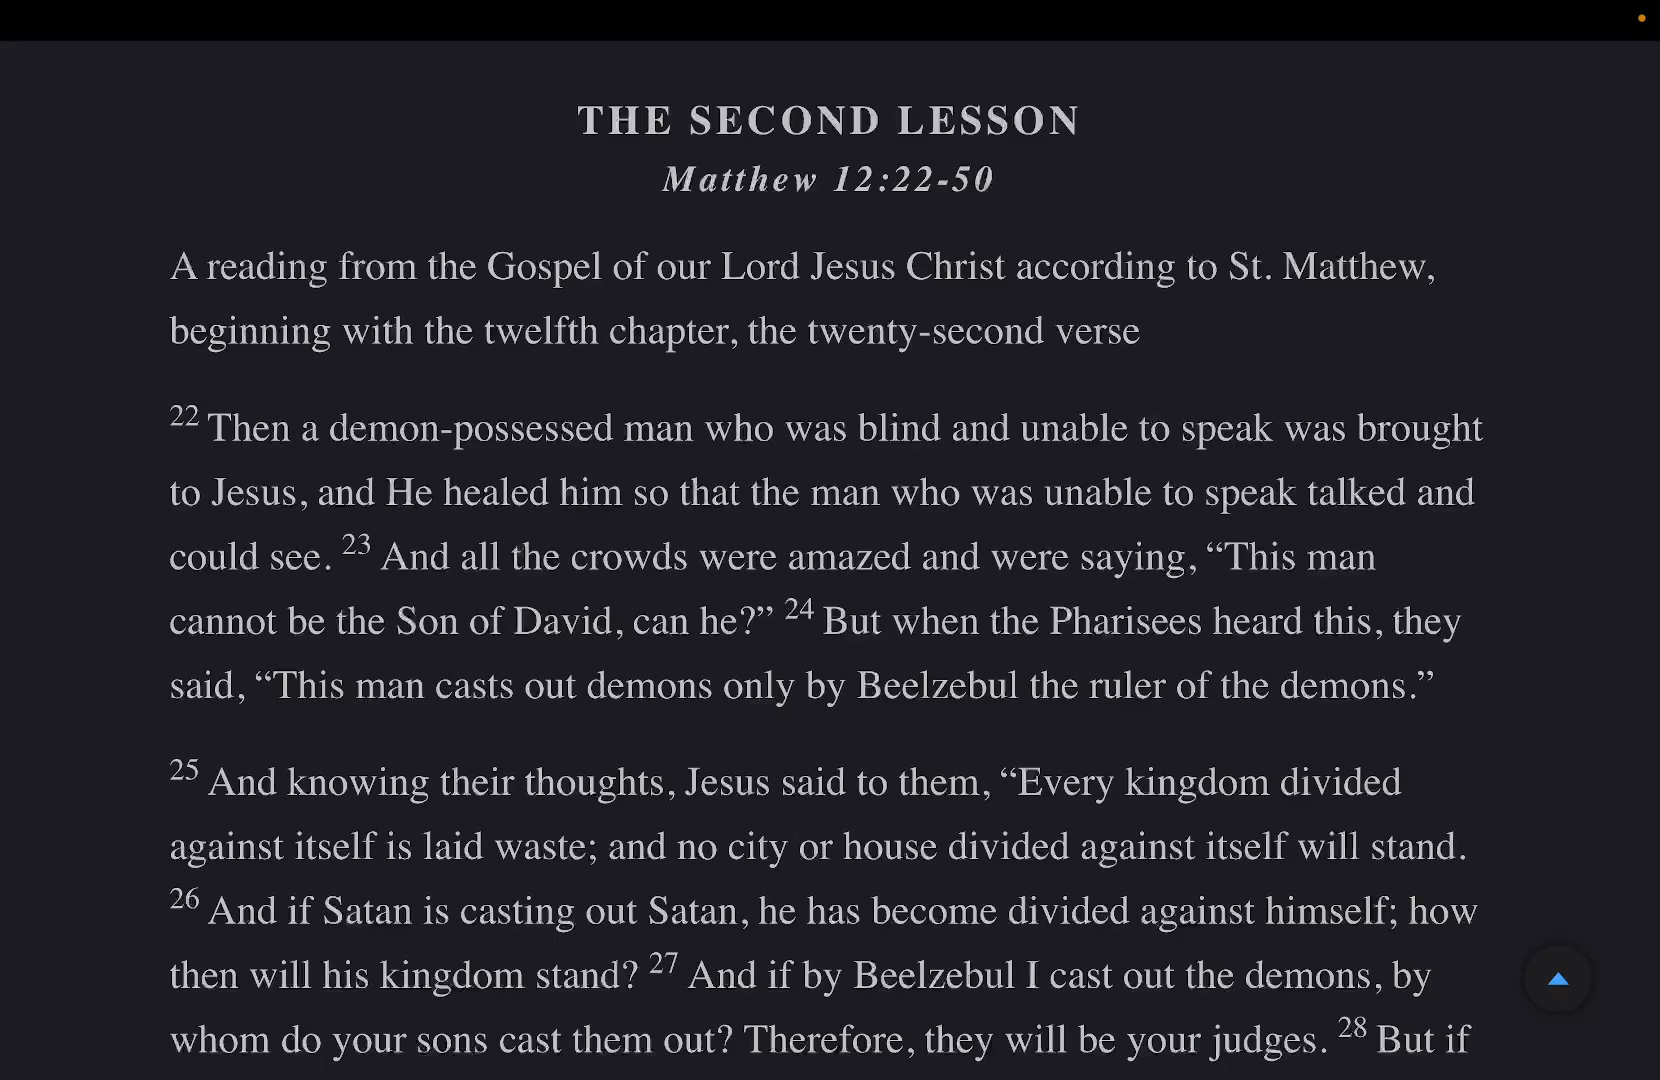 THE SECOND LESSON
Matthew 12:22-50
A reading from the Gospel of our Lord Jesus Christ according to St. Matthew,
beginning with the twelfth chapter, the twenty-second verse
22 Then a demon-possessed man who was blind and unable to speak was brought
to Jesus, and He healed him so that the man who was unable to speak talked and
could see. 23 And all the crowds were amazed and were saying, “This man
cannot be the Son of David, can he?” 24 But when the Pharisees heard this, they
said, “This man casts out demons only by Beelzebul the ruler of the demons.”
25 And knowing their thoughts, Jesus said to them, “Every kingdom divided
against itself is laid waste; and no city or house divided against itself will stand.
26 And if Satan is casting out Satan, he has become divided against himself; how
then will his kingdom stand? 27 And if by Beelzebul I cast out the demons, by
whom do your sons cast them out? Therefore, they will be your judges. 28 But if